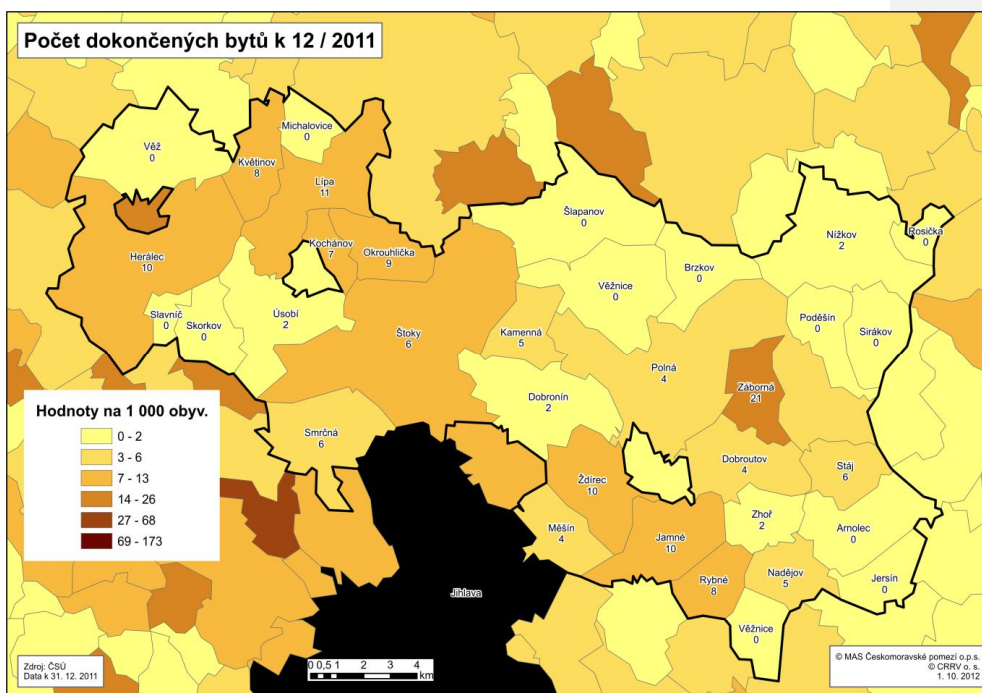 Počet dokončených bytů k 12 / 2011
Michalovice
0
Věž
0
Květinov
8
Lípa
11
Šlapanov
0
Nížkov
2
Rosička
0
Herálec
10
Kochánov
7
Okrouhlička
9
Brzkov
0
Věžnice
0
Slavníč
0
Skorkov
0
Úsobí
2
Štoky
6
Kamenná
5
Poděšín
0
Sirákov
0
Polná
4
Záborná
21
Dobronín
2
Smrčná
6
Dobroutov
4
Stáj
6
Ždírec
10
Měšín
4
Jamné
10
Zhoř
2
Arnolec
0
Rybné
8
Nadějov
5
Jersín
0
Věžnice
0
Jihlava
Hodnoty na 1 000 obyv.
0 - 2
3 - 6
7 - 13
14 - 26
27 - 68
69 - 173
Zdroj: ČSÚ
Data k 31. 12. 2011
0 0,5 1 2 3 4
km
© MAS Českomoravské pomezí o.p.s.
© CRRV o. s.
1. 10. 2012